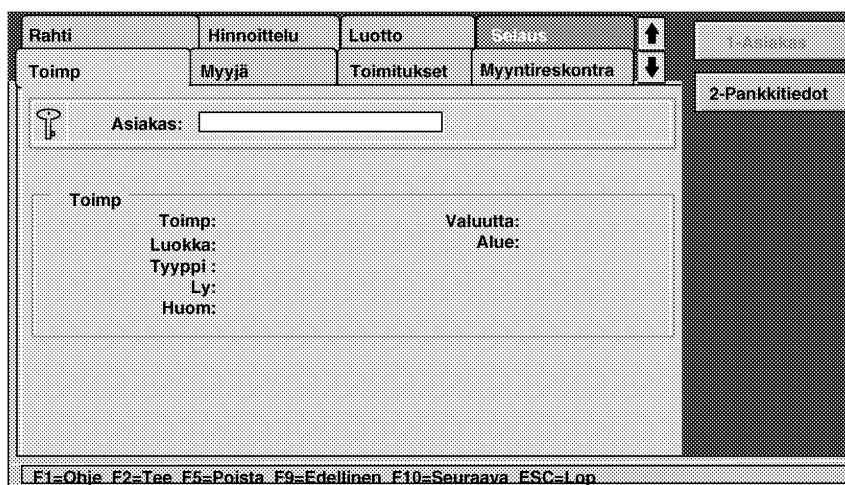 Rahti Hinnoittelu Luotto Selaus
Toimp Myyjä Toimitukset Myyntireskontra
1-Asiakas
2-Pankkitiedot
Asiakas:
Toimp
Toimp: Valuutta:
Luokka: Alue:
Tyyppi :
Ly:
Huom:
F1=Ohje F2=Tee F5=Poista F9=Edellinen F10=Seuraava ESC=Lop